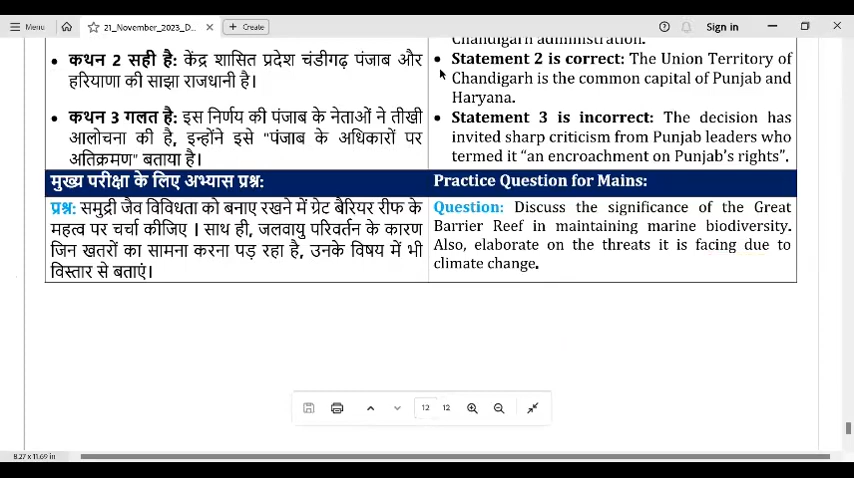 Menu
21_November_2023_D...
+ Create
Sign in
कथन 2 सही है: केंद्र शासित प्रदेश चंडीगढ़ पंजाब और
हरियाणा की साझा राजधानी है।
कथन 3 गलत है: इस निर्णय की पंजाब के नेताओं ने तीखी
आलोचना की है, इन्होंने इसे "पंजाब के अधिकारों पर
अतिक्रमण" बताया है।
Chandigarh administration.
Statement 2 is correct: The Union Territory of
Chandigarh is the common capital of Punjab and
Haryana.
Statement 3 is incorrect: The decision has
invited sharp criticism from Punjab leaders who
termed it “an encroachment on Punjab’s rights”.
मुख्य परीक्षा के लिए अभ्यास प्रश्न:
Practice Question for Mains:
प्रश्न: समुद्री जैव विविधता को बनाए रखने में ग्रेट बैरियर रीफ के
महत्व पर चर्चा कीजिए । साथ ही, जलवायु परिवर्तन के कारण
जिन खतरों का सामना करना पड़ रहा है, उनके विषय में भी
विस्तार से बताएं।
Question: Discuss the significance of the Great
Barrier Reef in maintaining marine biodiversity.
Also, elaborate on the threats it is facing due to
climate change.
12 12
8.27 x 11.69 in